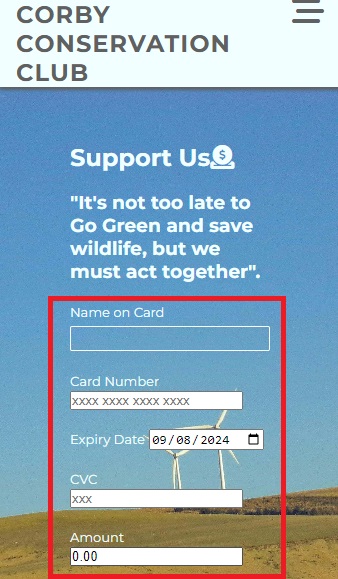 CORBY
CONSERVATION
CLUB
Support Us
"It's not too late to
Go Green and save
wildlife, but we
must act together".
Name on Card
Card Number
xxxx xxxx xxxx xxxx
Expiry Date 09/08/2024
CVC
xxx
Amount
0.00